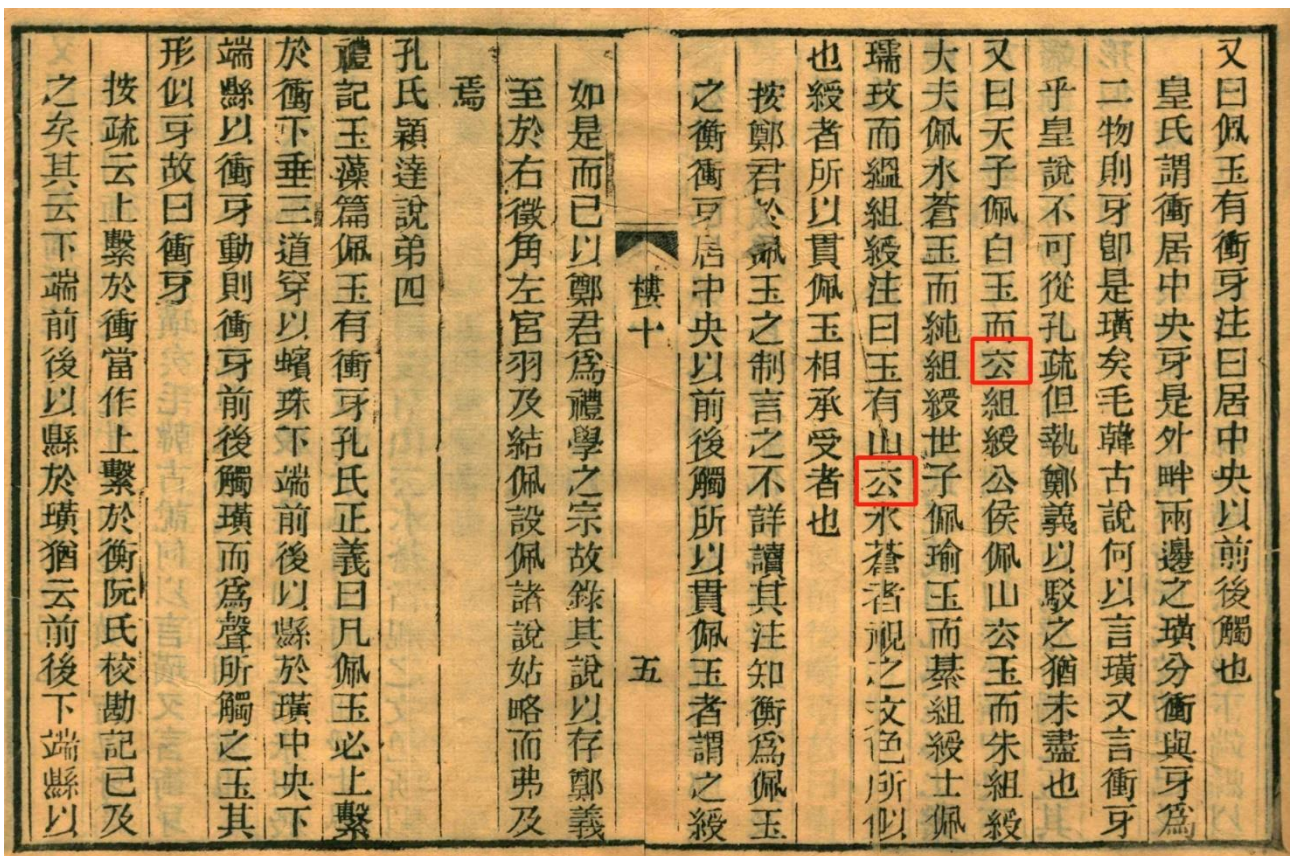 又曰佩玉有衝牙注曰居中央以前後觸也
皇氏謂衝居中央牙是外畔兩邊之璜分衝與牙爲
二物則牙卽是璜矣毛韓古說何以言璜又言衝牙
乎皇說不可從孔疏但執鄭義以駁之猶未盡也
又曰天子佩白玉而玄組綬公侯佩山玄玉而朱組綬
大夫佩水蒼玉而純組綬世子佩瑜玉而綦組綬士佩
瓀玟而縕組綬注曰玉有山玄水蒼者視之文色所似
也綬者所以貫佩玉相承受者也
按鄭君於佩玉之制言之不詳讀其注知衡爲佩玉
之衡衝牙居中央以前後觸所以貫佩玉者謂之綬
樓十 五
如是而已以鄭君爲禮學之宗故錄其說以存鄭義
至於右徵角左宮羽及結佩設佩諸說姑略而弗及
焉
孔氏穎達說弟四
禮記玉藻篇佩玉有衝牙孔氏正義曰凡佩玉必上繫
於衝下垂三道穿以蠙珠下端前後以縣於璜中央下
端縣以衝牙動則衝牙前後觸璜而爲聲所觸之玉其
形似牙故曰衝牙
按疏云上繫於衝當作上繫於衡阮氏校勘記已及
之矣其云下端前後以縣於璜猶云前後下端縣以